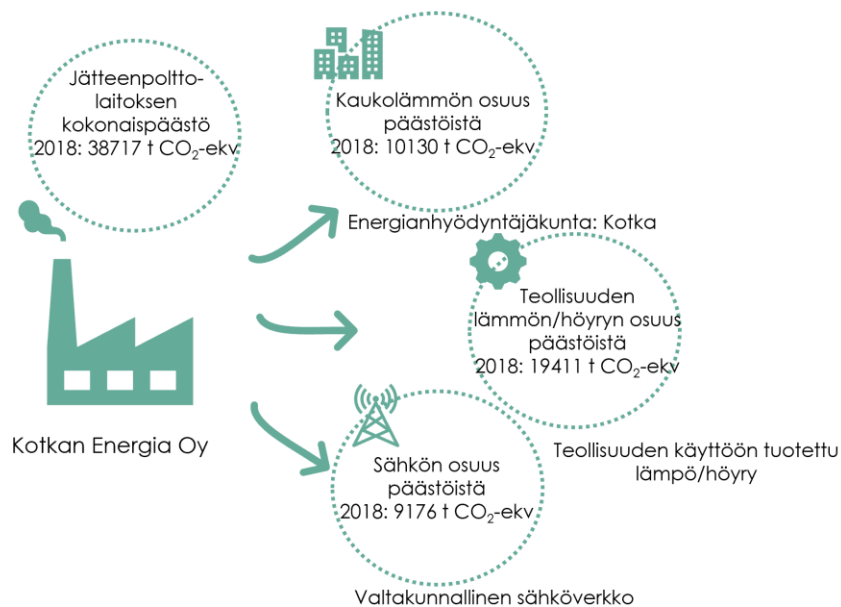 Jätteenpoltto-
laitoksen
kokonaispäästö
2018: 38717 t CO₂-ekv
Kaukolämmön osuus
päästöistä
2018: 10130 t CO₂-ekv
Energianhyödyntäjäkunta: Kotka
Teollisuuden
lämmön/höyryn osuus
päästöistä
2018: 19411 t CO₂-ekv
Kotkan Energia Oy
Teollisuuden käyttöön tuotettu
lämpö/höyry
Sähkön osuus
päästöistä
2018: 9176 t CO₂-ekv
Valtakunnallinen sähköverkko